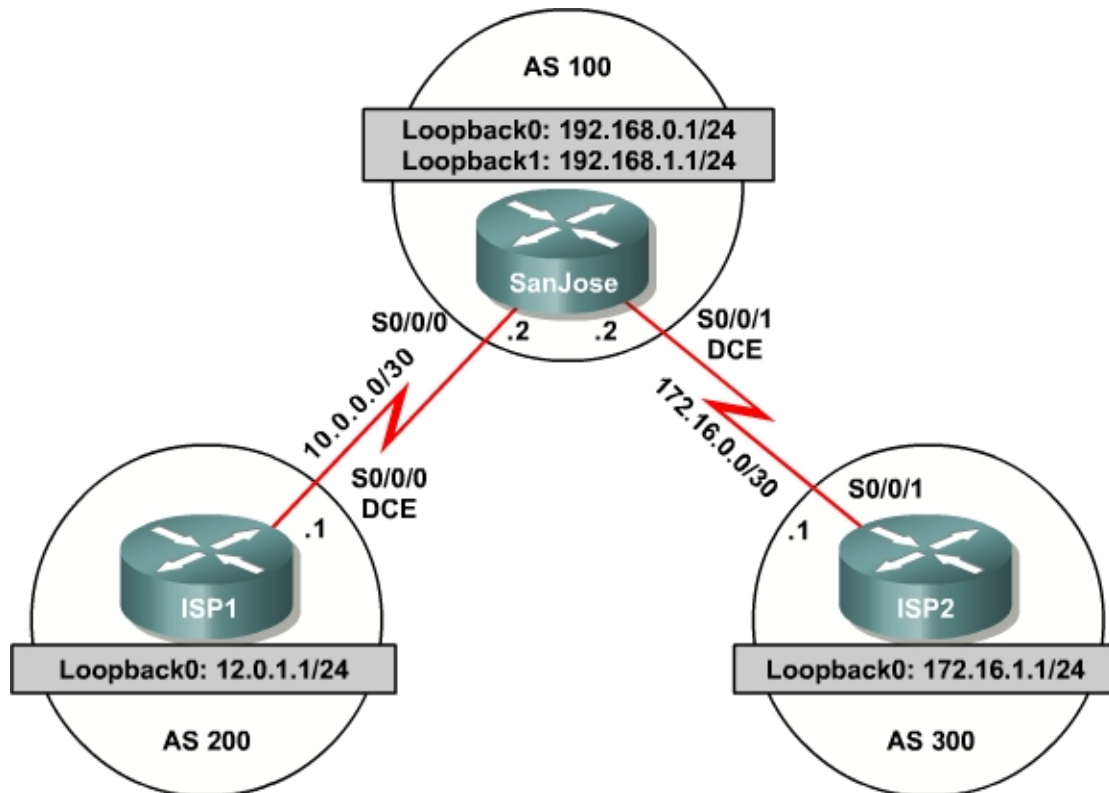 AS 100
Loopback0: 192.168.0.1/24
Loopback1: 192.168.1.1/24
SanJose
S0/0/0
.2
.2
S0/0/1
DCE
10.0.0.0/30
172.16.0.0/30
S0/0/0
DCE
S0/0/1
.1
.1
ISP1
ISP2
Loopback0: 12.0.1.1/24
Loopback0: 172.16.1.1/24
AS 200
AS 300